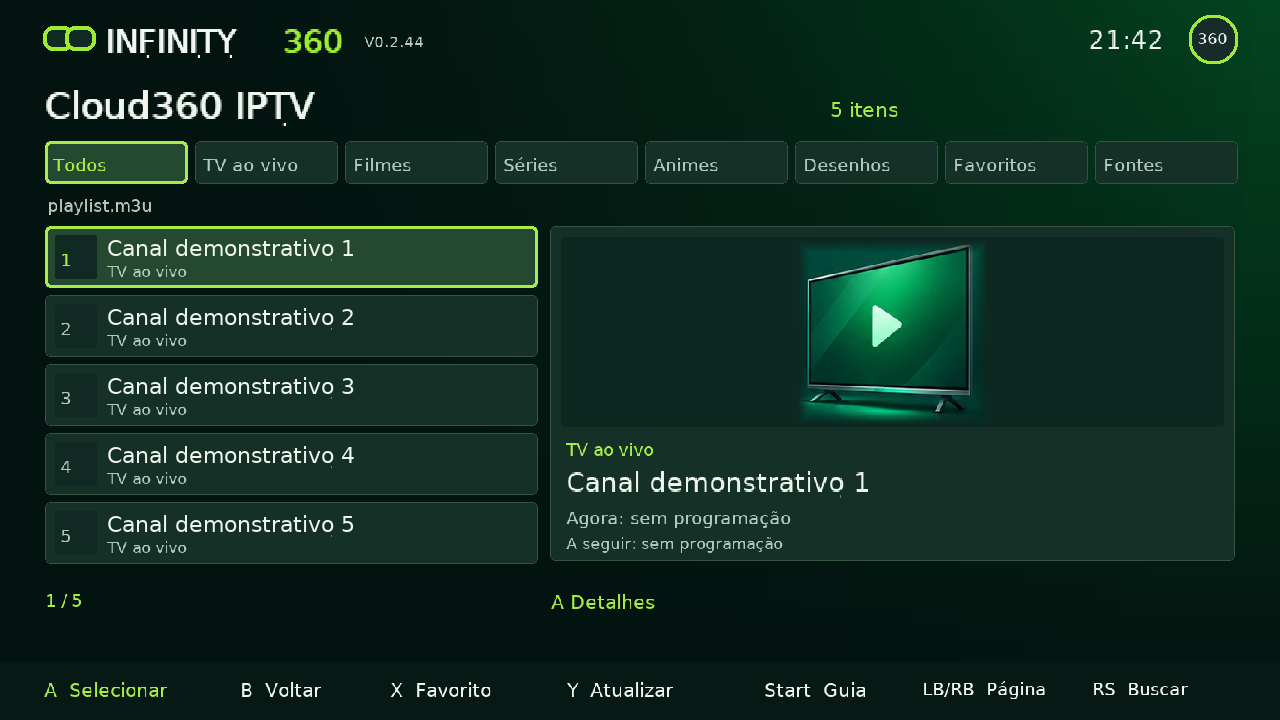 INFINITY 360 V0.2.44 21:42 360
Cloud360 IPTV 5 itens
Todos TV ao vivo Filmes Séries Animes Desenhos Favoritos Fontes
playlist.m3u
1 Canal demonstrativo 1
TV ao vivo
2 Canal demonstrativo 2
TV ao vivo
3 Canal demonstrativo 3
TV ao vivo
4 Canal demonstrativo 4
TV ao vivo
5 Canal demonstrativo 5
TV ao vivo
TV ao vivo
Canal demonstrativo 1
Agora: sem programação
A seguir: sem programação
1 / 5 A Detalhes
A Selecionar B Voltar X Favorito Y Atualizar Start Guia LB/RB Página RS Buscar